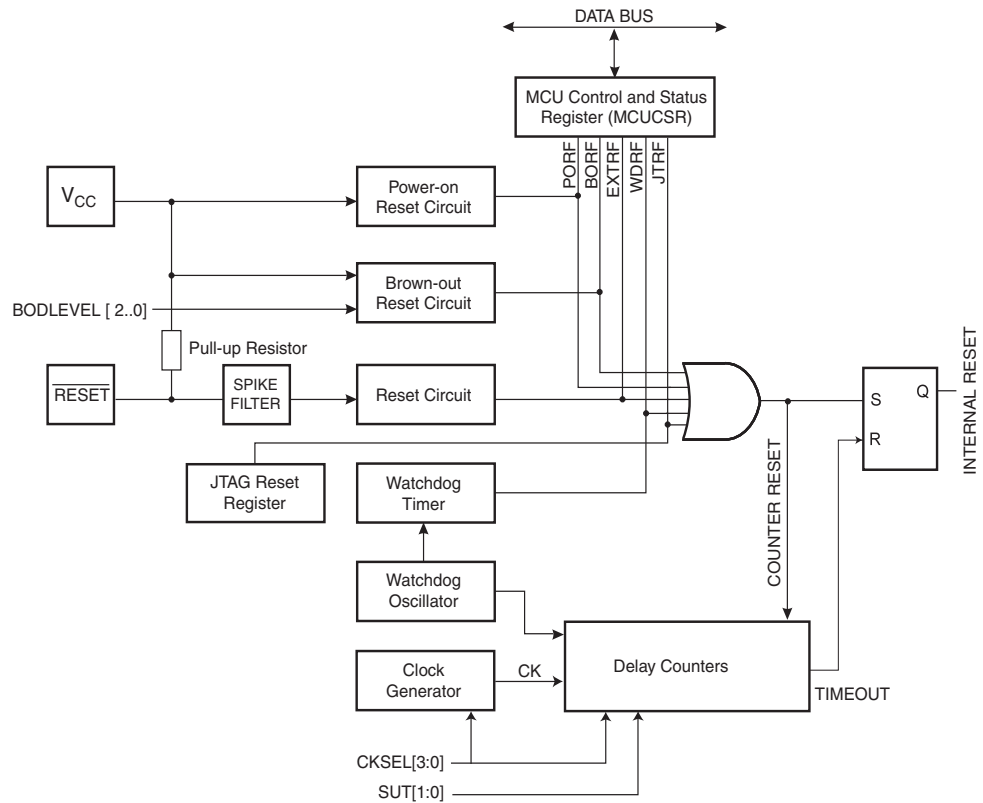 DATA BUS
MCU Control and Status
Register (MCUCSR)
PORF
BORF
EXTRF
WDRF
JTRF
VCC
Power-on
Reset Circuit
Brown-out
Reset Circuit
BODLEVEL [ 2..0]
Pull-up Resistor
RESET
SPIKE
FILTER
Reset Circuit
S
Q
R
INTERNAL RESET
JTAG Reset
Register
Watchdog
Timer
COUNTER RESET
Watchdog
Oscillator
Clock
Generator
CK
Delay Counters
TIMEOUT
CKSEL[3:0]
SUT[1:0]